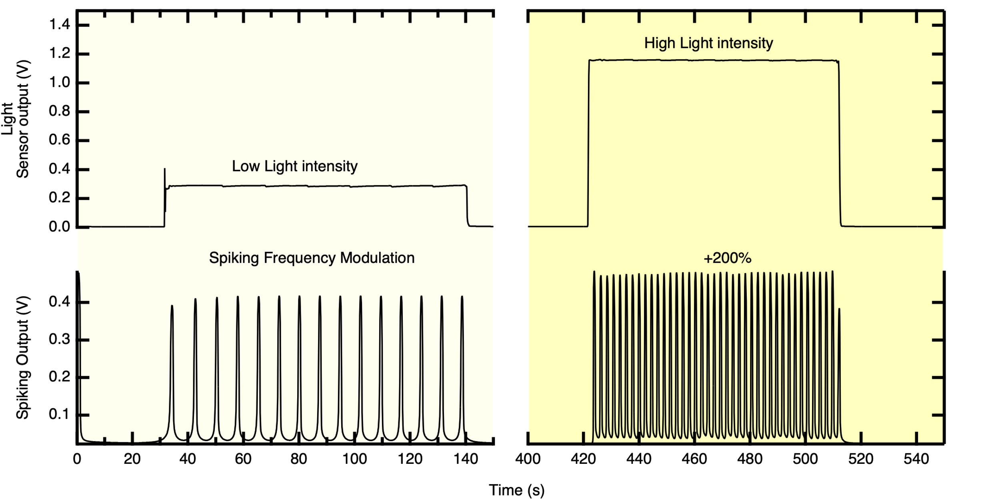 Light
Sensor output (V)
1.4
1.2
1.0
0.8
0.6
0.4
0.2
0.0
Low Light intensity
High Light intensity
Spiking Frequency Modulation
+200%
Spiking Output (V)
0.4
0.3
0.2
0.1
0 20 40 60 80 100 120 140 400 420 440 460 480 500 520 540
Time (s)